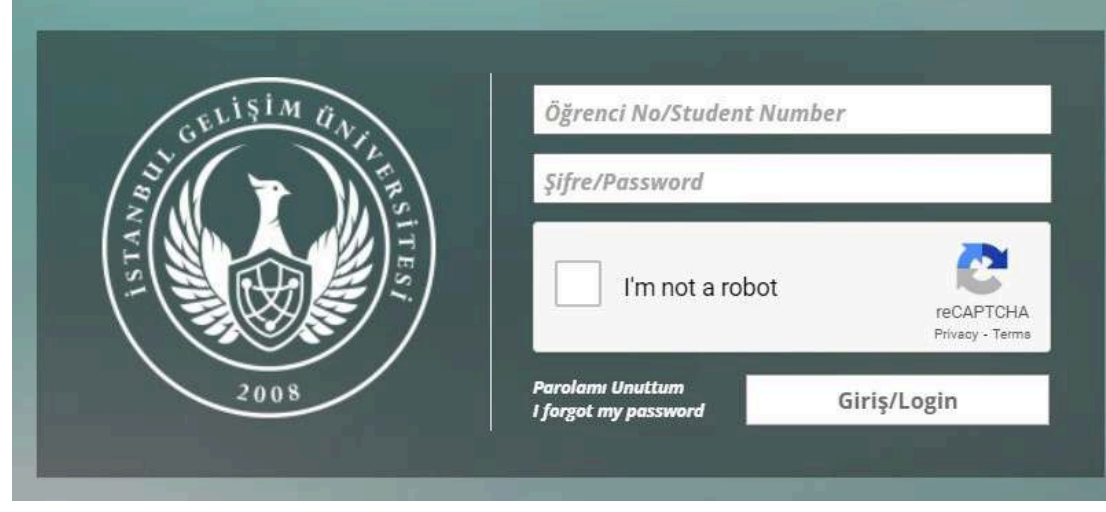 İSTANBUL GELİŞİM ÜNİVERSİTESİ
2008
Öğrenci No/Student Number
Şifre/Password
I'm not a robot
reCAPTCHA
Privacy - Terms
Parolamı Unuttum
I forgot my password
Giriş/Login